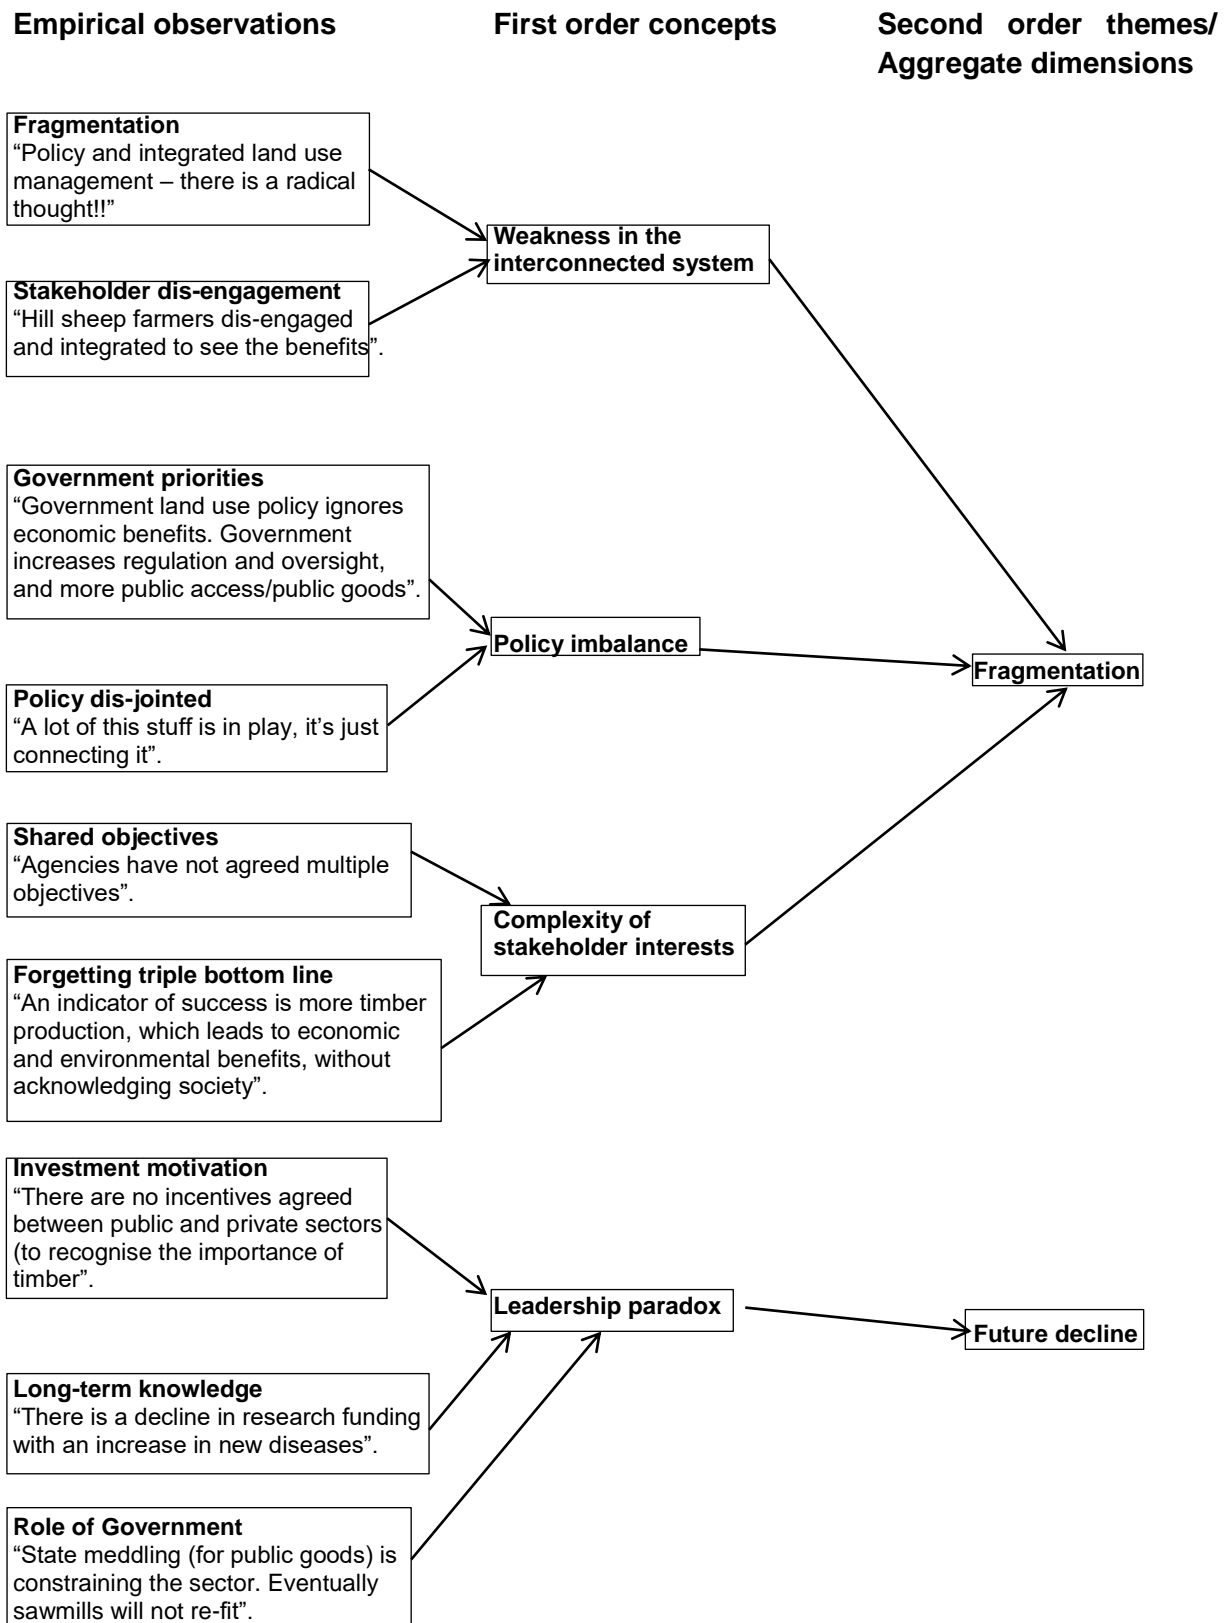 Empirical observations
First order concepts
Second order themes/
Aggregate dimensions
Fragmentation
“Policy and integrated land use
management – there is a radical
thought!!”
Weakness in the
interconnected system
Stakeholder dis-engagement
“Hill sheep farmers dis-engaged
and integrated to see the benefits”.
Government priorities
“Government land use policy ignores
economic benefits. Government
increases regulation and oversight,
and more public access/public goods”.
Policy imbalance
Fragmentation
Policy dis-jointed
“A lot of this stuff is in play, it’s just
connecting it”.
Shared objectives
“Agencies have not agreed multiple
objectives”.
Complexity of
stakeholder interests
Forgetting triple bottom line
“An indicator of success is more timber
production, which leads to economic
and environmental benefits, without
acknowledging society”.
Investment motivation
“There are no incentives agreed
between public and private sectors
(to recognise the importance of
timber”.
Leadership paradox
Future decline
Long-term knowledge
“There is a decline in research funding
with an increase in new diseases”.
Role of Government
“State meddling (for public goods) is
constraining the sector. Eventually
sawmills will not re-fit”.